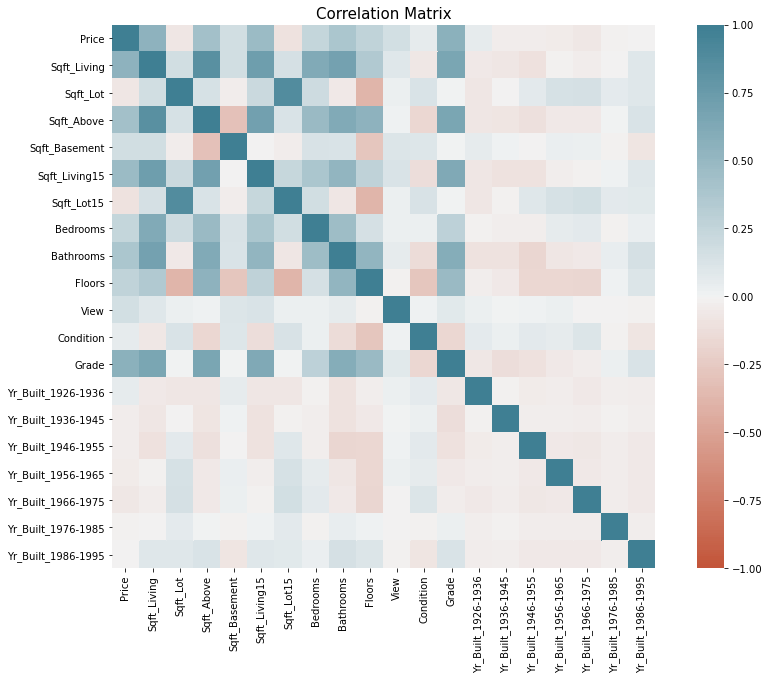 Correlation Matrix
Price
Sqft_Living
Sqft_Lot
Sqft_Above
Sqft_Basement
Sqft_Living15
Sqft_Lot15
Bedrooms
Bathrooms
Floors
View
Condition
Grade
Yr_Built_1926-1936
Yr_Built_1936-1945
Yr_Built_1946-1955
Yr_Built_1956-1965
Yr_Built_1966-1975
Yr_Built_1976-1985
Yr_Built_1986-1995
Price
Sqft_Living
Sqft_Lot
Sqft_Above
Sqft_Basement
Sqft_Living15
Sqft_Lot15
Bedrooms
Bathrooms
Floors
View
Condition
Grade
Yr_Built_1926-1936
Yr_Built_1936-1945
Yr_Built_1946-1955
Yr_Built_1956-1965
Yr_Built_1966-1975
Yr_Built_1976-1985
Yr_Built_1986-1995
1.00
0.75
0.50
0.25
0.00
−0.25
−0.50
−0.75
−1.00